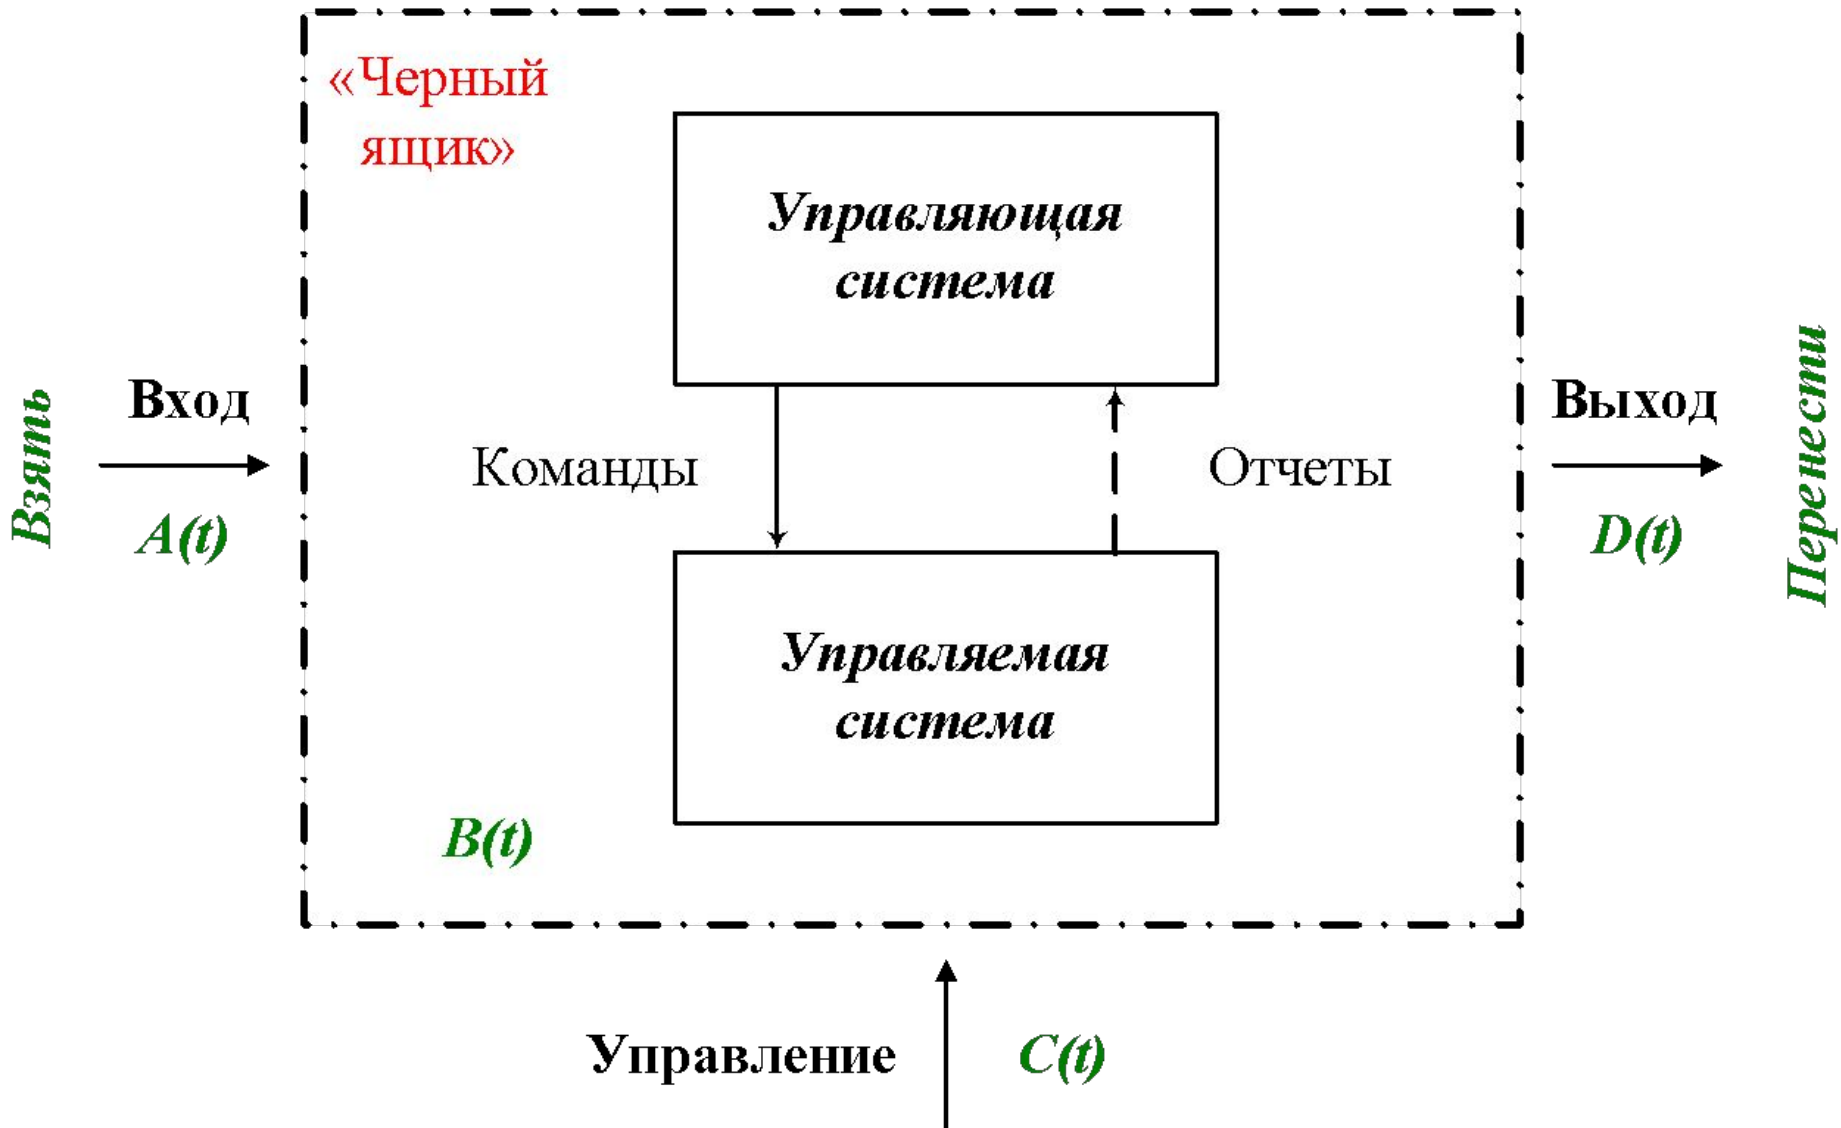 «Черный
ящик»
Управляющая
система
Взять
Вход
A(t)
Команды
Отчеты
Выход
D(t)
Перенести
Управляемая
система
B(t)
Управление
C(t)